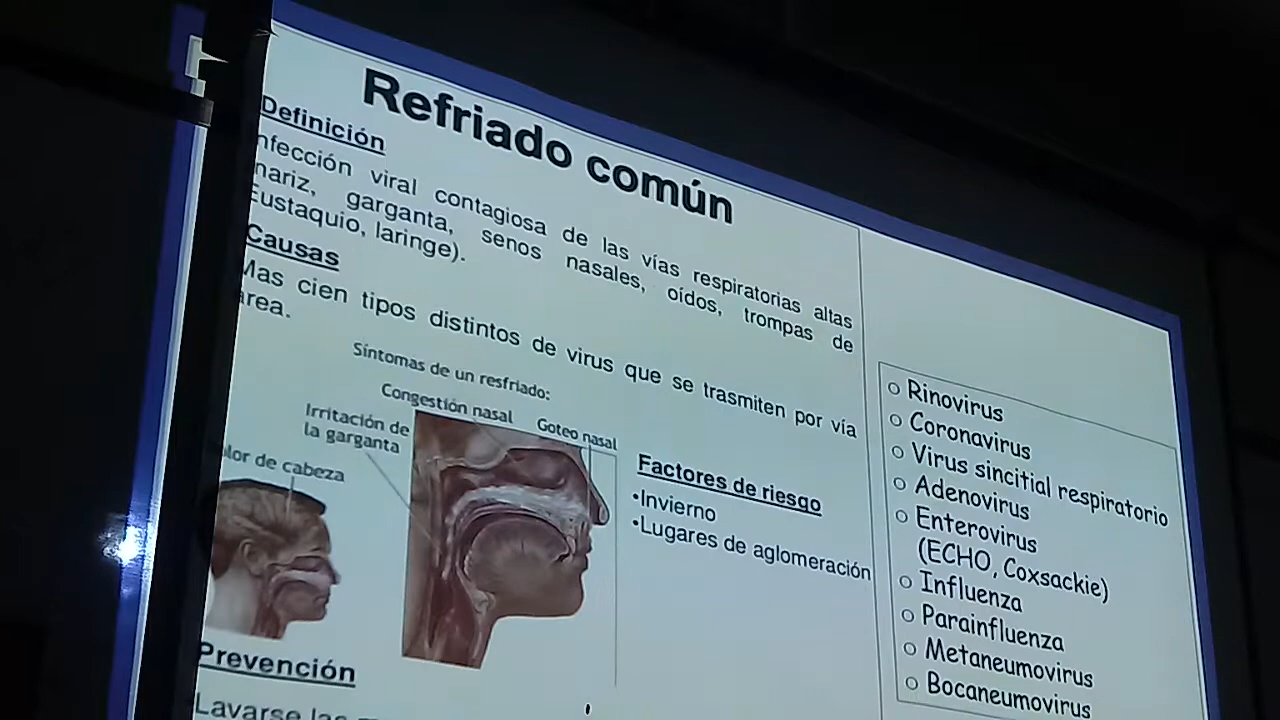 Refriado común
Definición
nfección viral contagiosa de las vías respiratorias altas
nariz, garganta, senos nasales, oídos, trompas de
Eustaquio, laringe).
Causas
Mas cien tipos distintos de virus que se trasmiten por vía
area.
Síntomas de un resfriado:
Congestión nasal
Goteo nasal
Irritación de
la garganta
olor de cabeza
Factores de riesgo
•Invierno
•Lugares de aglomeración
Prevención
Lavarse las
o Rinovirus
o Coronavirus
o Virus sincitial respiratorio
o Adenovirus
o Enterovirus
(ECHO, Coxsackie)
o Influenza
o Parainfluenza
o Metaneumovirus
o Bocaneumovirus